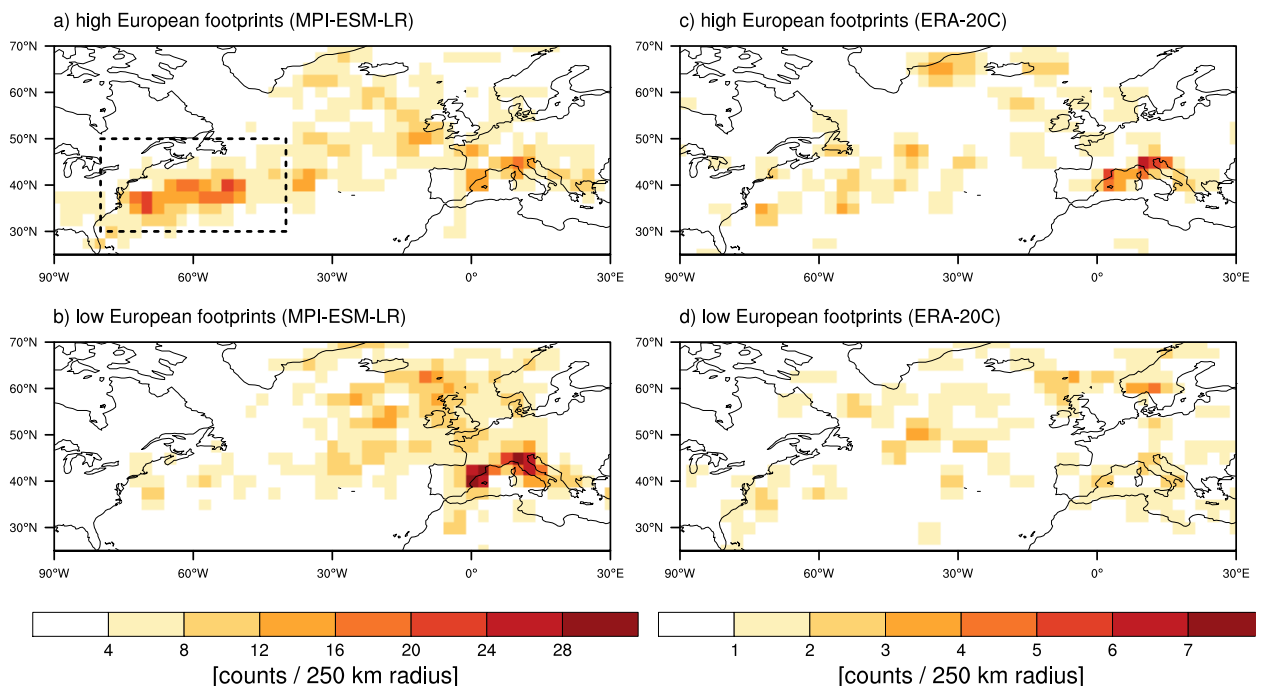 a) high European footprints (MPI-ESM-LR)
70°N
60°N
50°N
40°N
30°N
90°W 60°W 30°W 0° 30°E
c) high European footprints (ERA-20C)
70°N
60°N
50°N
40°N
30°N
90°W 60°W 30°W 0° 30°E
b) low European footprints (MPI-ESM-LR)
70°N
60°N
50°N
40°N
30°N
90°W 60°W 30°W 0° 30°E
d) low European footprints (ERA-20C)
70°N
60°N
50°N
40°N
30°N
90°W 60°W 30°W 0° 30°E
4 8 12 16 20 24 28
[counts / 250 km radius]
1 2 3 4 5 6 7
[counts / 250 km radius]